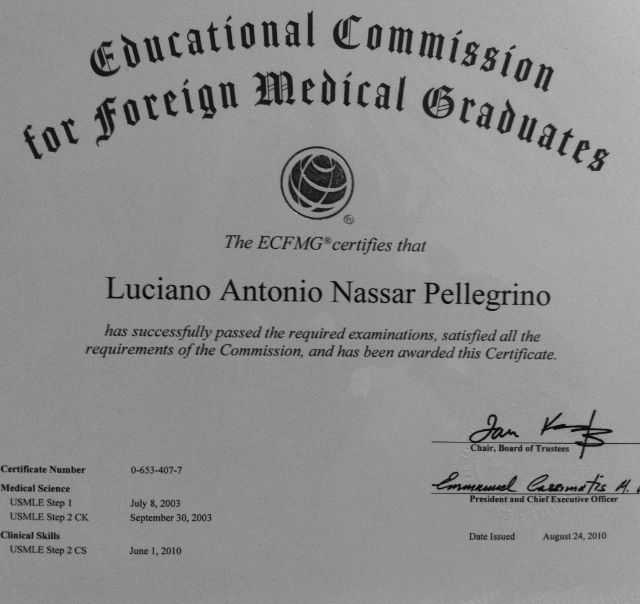 Educational Commission
for Foreign Medical Graduates
®
The ECFMG® certifies that
Luciano Antonio Nassar Pellegrino
has successfully passed the required examinations, satisfied all the
requirements of the Commission, and has been awarded this Certificate.
Chair, Board of Trustees
Emmanuel Cassimatis M.
President and Chief Executive Officer
Certificate Number 0-653-407-7
Medical Science
USMLE Step 1 July 8, 2003
USMLE Step 2 CK September 30, 2003
Clinical Skills
USMLE Step 2 CS June 1, 2010
Date Issued August 24, 2010